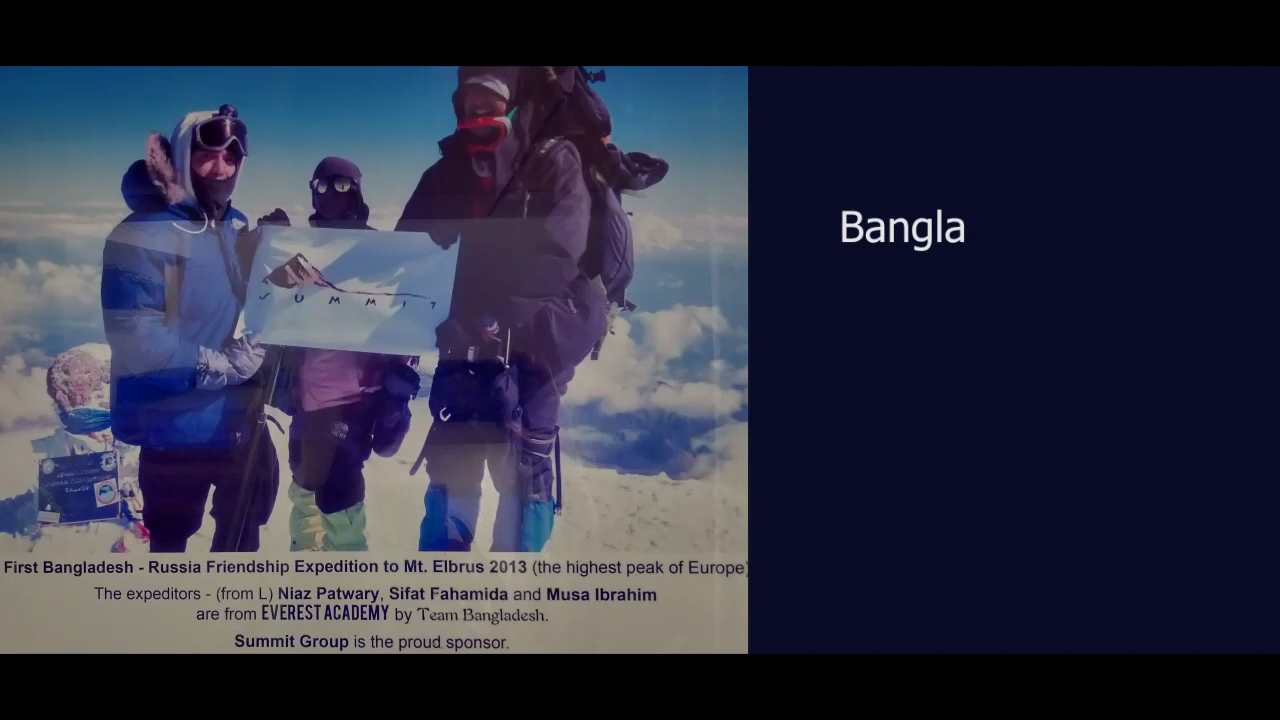 SUMMIT
First Bangladesh - Russia Friendship Expedition to Mt. Elbrus 2013 (the highest peak of Europe)
The expeditors - (from L) Niaz Patwary, Sifat Fahamida and Musa Ibrahim
are from EVEREST ACADEMY by Team Bangladesh.
Summit Group is the proud sponsor.
Bangla